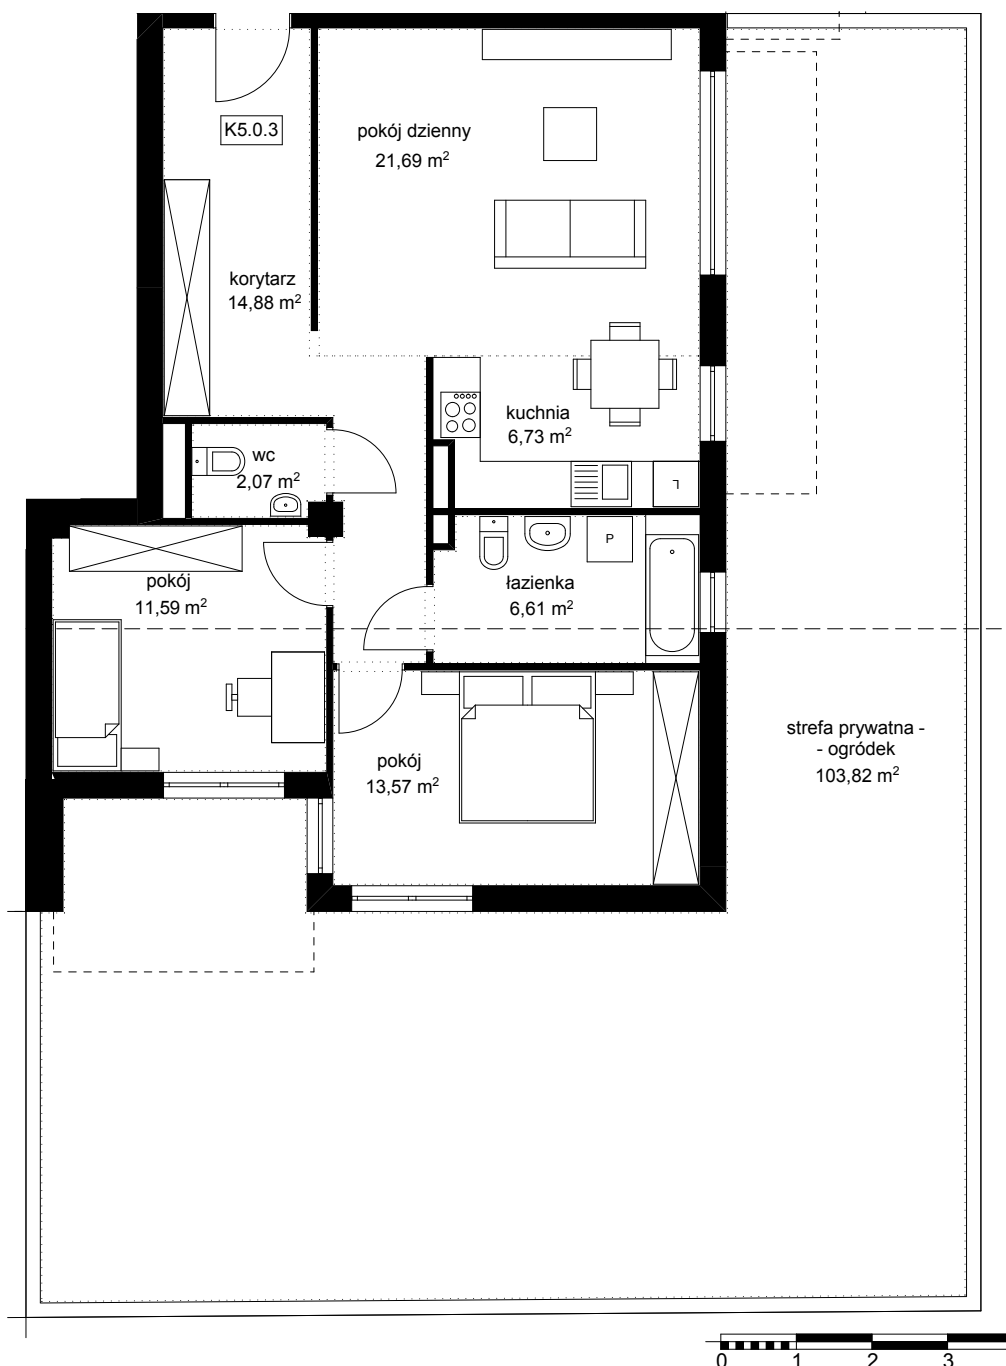 K5.0.3
pokój dzienny
21,69 m²
korytarz
14,88 m²
kuchnia
6,73 m²
wc
2,07 m²
P
pokój
11,59 m²
łazienka
6,61 m²
pokój
13,57 m²
strefa prywatna -
- ogródek
103,82 m²
0 1 2 3